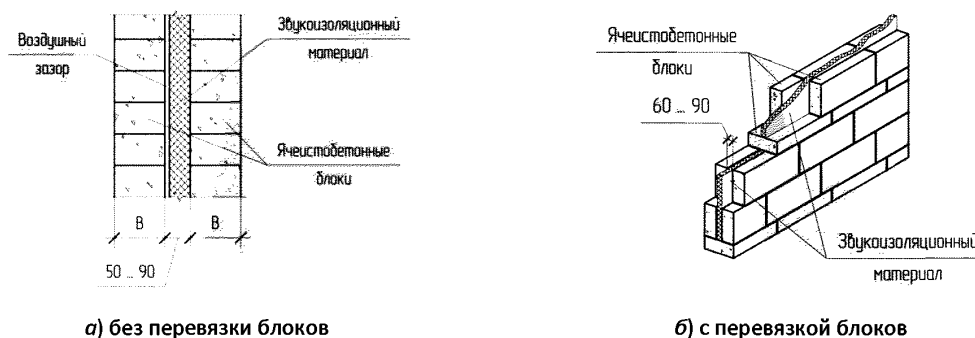 Воздушный
зазор
Звукоизоляционный
материал
Ячеистобетонные
блоки
В
В
50 ... 90
а) без перевязки блоков
Ячеистобетонные
блоки
60 ... 90
Звукоизоляционный
материал
б) с перевязкой блоков